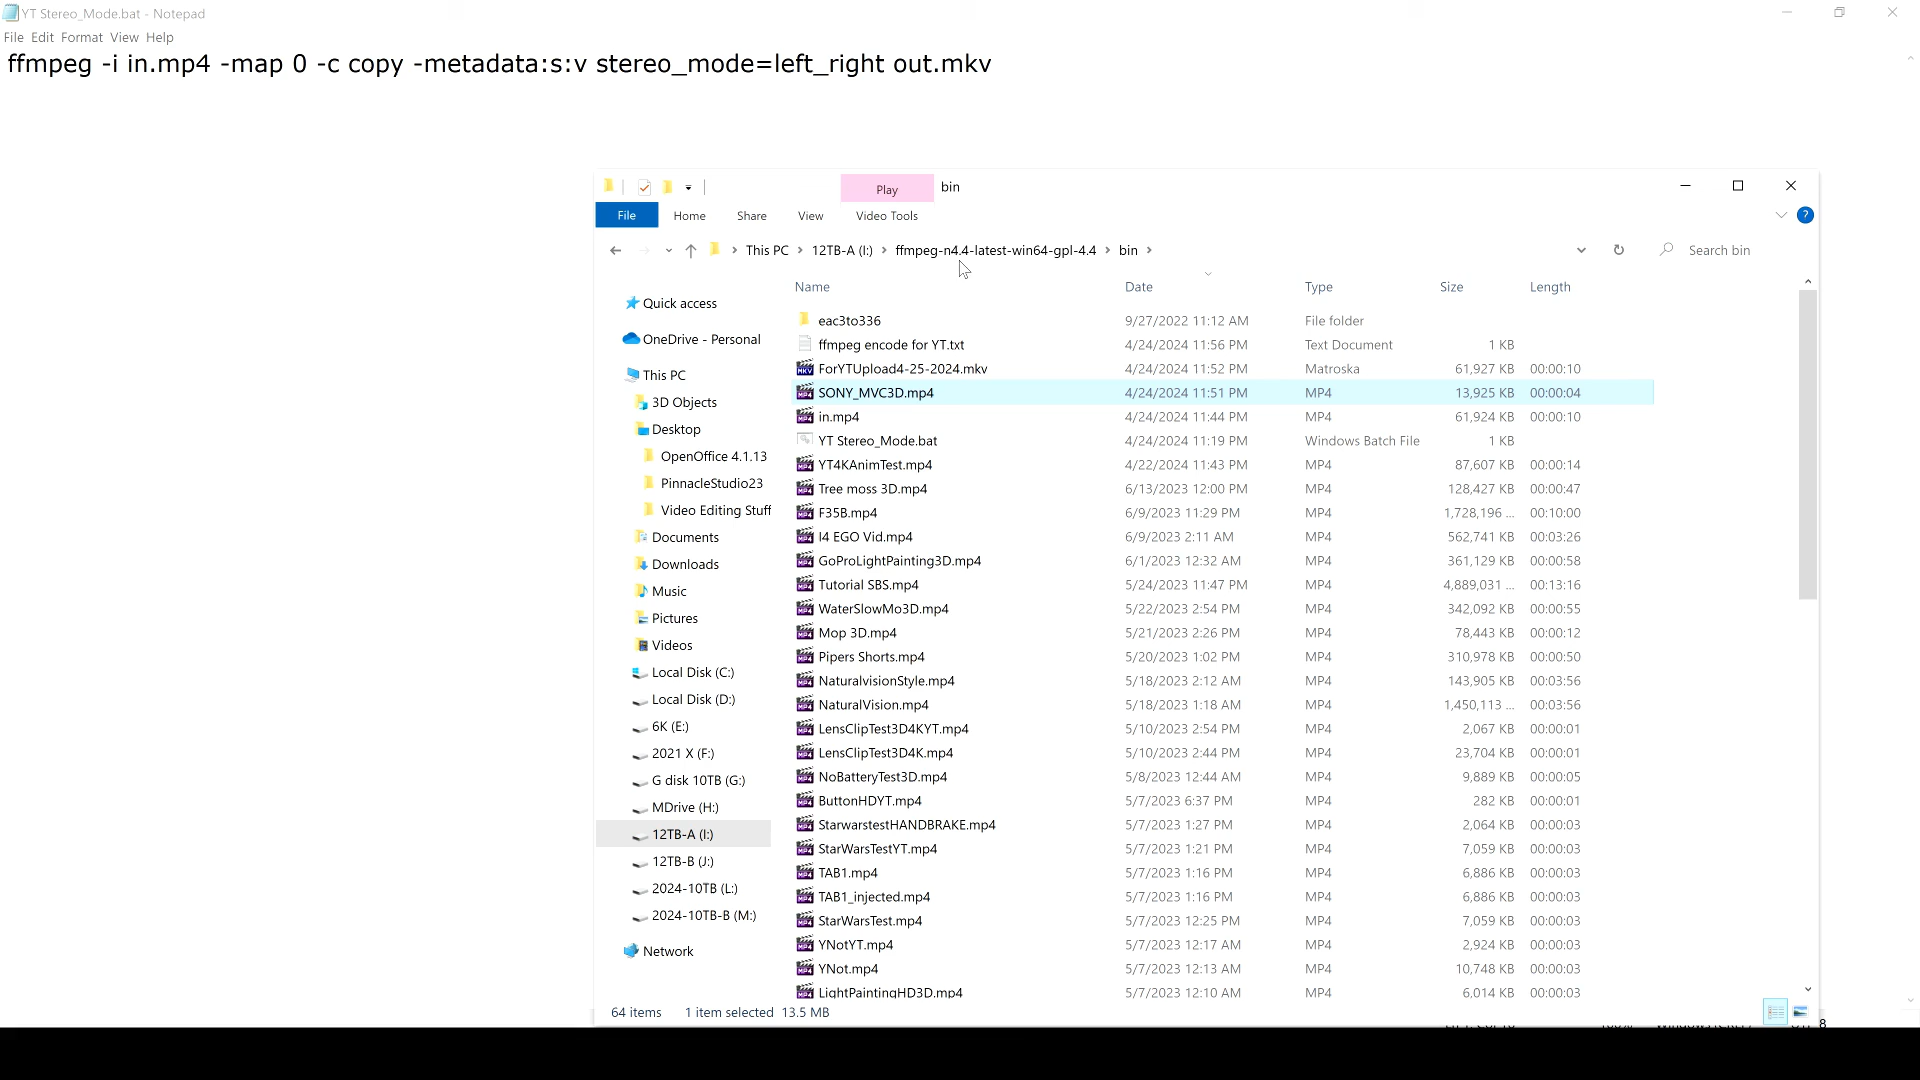 YT Stereo_Mode.bat - Notepad
File Edit Format View Help
ffmpeg -i in.mp4 -map 0 -c copy -metadata:s:v stereo_mode=left_right out.mkv
Play bin
File Home Share View Video Tools
This PC 12TB-A (I:) ffmpeg-n4.4-latest-win64-gpl-4.4 bin Search bin
Name Date Type Size Length
Quick access
OneDrive - Personal
This PC
3D Objects
Desktop
OpenOffice 4.1.13
PinnacleStudio23
Video Editing Stuff
Documents
Downloads
Music
Pictures
Videos
Local Disk (C:)
Local Disk (D:)
6K (E:)
2021 X (F:)
G disk 10TB (G:)
MDrive (H:)
12TB-A (I:)
12TB-B (J:)
2024-10TB (L:)
2024-10TB-B (M:)
Network
eac3to336 9/27/2022 11:12 AM File folder
ffmpeg encode for YT.txt 4/24/2024 11:56 PM Text Document 1 KB
ForYTUpload4-25-2024.mkv 4/24/2024 11:52 PM Matroska 61,927 KB 00:00:10
SONY_MVC3D.mp4 4/24/2024 11:51 PM MP4 13,925 KB 00:00:04
in.mp4 4/24/2024 11:44 PM MP4 61,924 KB 00:00:10
YT Stereo_Mode.bat 4/24/2024 11:19 PM Windows Batch File 1 KB
YT4KAnimTest.mp4 4/22/2024 11:43 PM MP4 87,607 KB 00:00:14
Tree moss 3D.mp4 6/13/2023 12:00 PM MP4 128,427 KB 00:00:47
F35B.mp4 6/9/2023 11:29 PM MP4 1,728,196 ... 00:10:00
I4 EGO Vid.mp4 6/9/2023 2:11 AM MP4 562,741 KB 00:03:26
GoProLightPainting3D.mp4 6/1/2023 12:32 AM MP4 361,129 KB 00:00:58
Tutorial SBS.mp4 5/24/2023 11:47 PM MP4 4,889,031 ... 00:13:16
WaterSlowMo3D.mp4 5/22/2023 2:54 PM MP4 342,092 KB 00:00:55
Mop 3D.mp4 5/21/2023 2:26 PM MP4 78,443 KB 00:00:12
Pipers Shorts.mp4 5/20/2023 1:02 PM MP4 310,978 KB 00:00:50
NaturalvisionStyle.mp4 5/18/2023 2:12 AM MP4 143,905 KB 00:03:56
NaturalVision.mp4 5/18/2023 1:18 AM MP4 1,450,113 ... 00:03:56
LensClipTest3D4KYT.mp4 5/10/2023 2:54 PM MP4 2,067 KB 00:00:01
LensClipTest3D4K.mp4 5/10/2023 2:44 PM MP4 23,704 KB 00:00:01
NoBatteryTest3D.mp4 5/8/2023 12:44 AM MP4 9,889 KB 00:00:05
ButtonHDYT.mp4 5/7/2023 6:37 PM MP4 282 KB 00:00:01
StarwarstestHANDBRAKE.mp4 5/7/2023 1:27 PM MP4 2,064 KB 00:00:03
StarWarsTestYT.mp4 5/7/2023 1:21 PM MP4 7,059 KB 00:00:03
TAB1.mp4 5/7/2023 1:16 PM MP4 6,886 KB 00:00:03
TAB1_injected.mp4 5/7/2023 1:16 PM MP4 6,886 KB 00:00:03
StarWarsTest.mp4 5/7/2023 12:25 PM MP4 7,059 KB 00:00:03
YNotYT.mp4 5/7/2023 12:17 AM MP4 2,924 KB 00:00:03
YNot.mp4 5/7/2023 12:13 AM MP4 10,748 KB 00:00:03
LightPaintingHD3D.mp4 5/7/2023 12:10 AM MP4 6,014 KB 00:00:03
64 items 1 item selected 13.5 MB